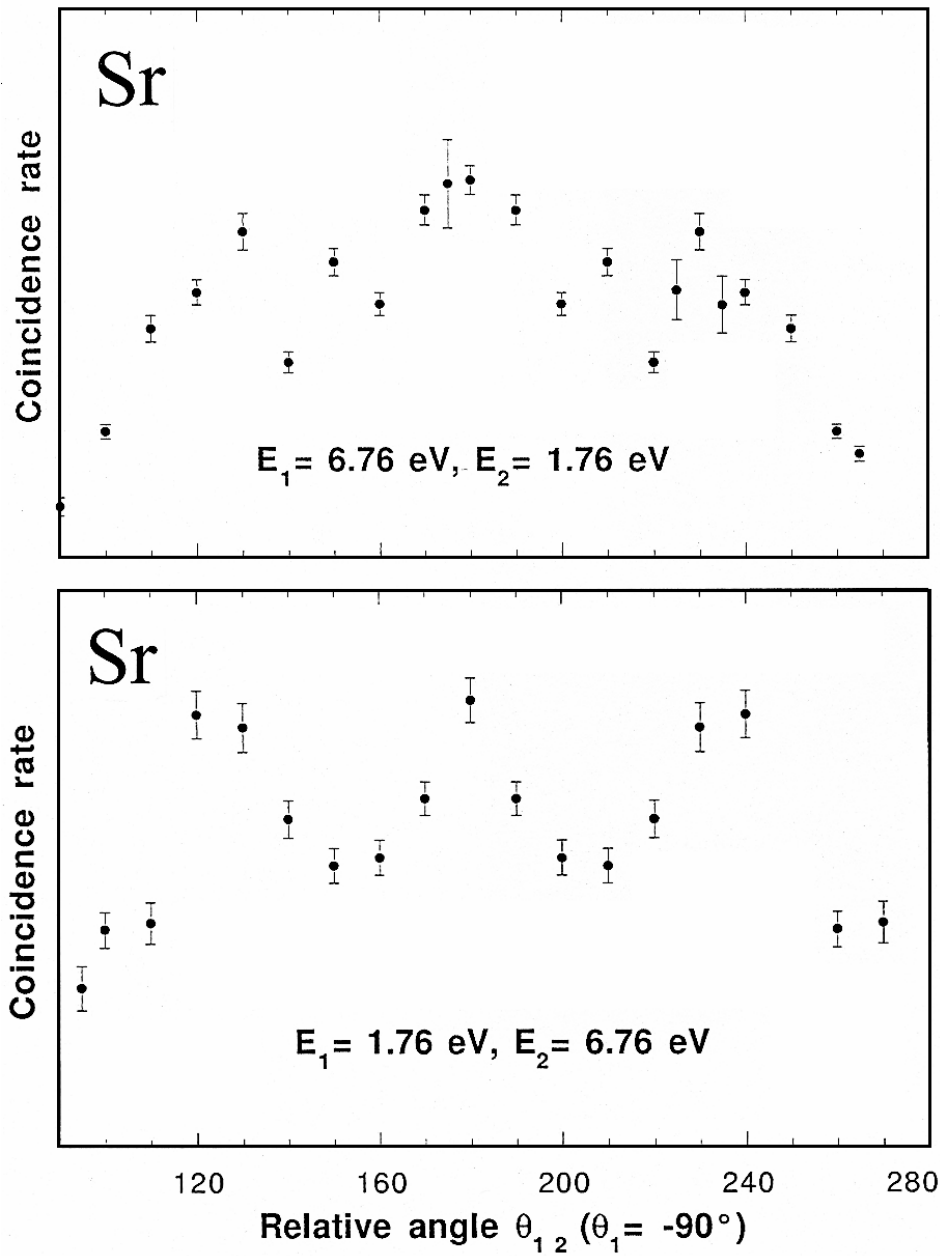 Sr
Coincidence rate
E₁= 6.76 eV, E₂= 1.76 eV
Sr
Coincidence rate
E₁= 1.76 eV, E₂= 6.76 eV
120 160 200 240 280
Relative angle θ₁₂ (θ₁= -90°)